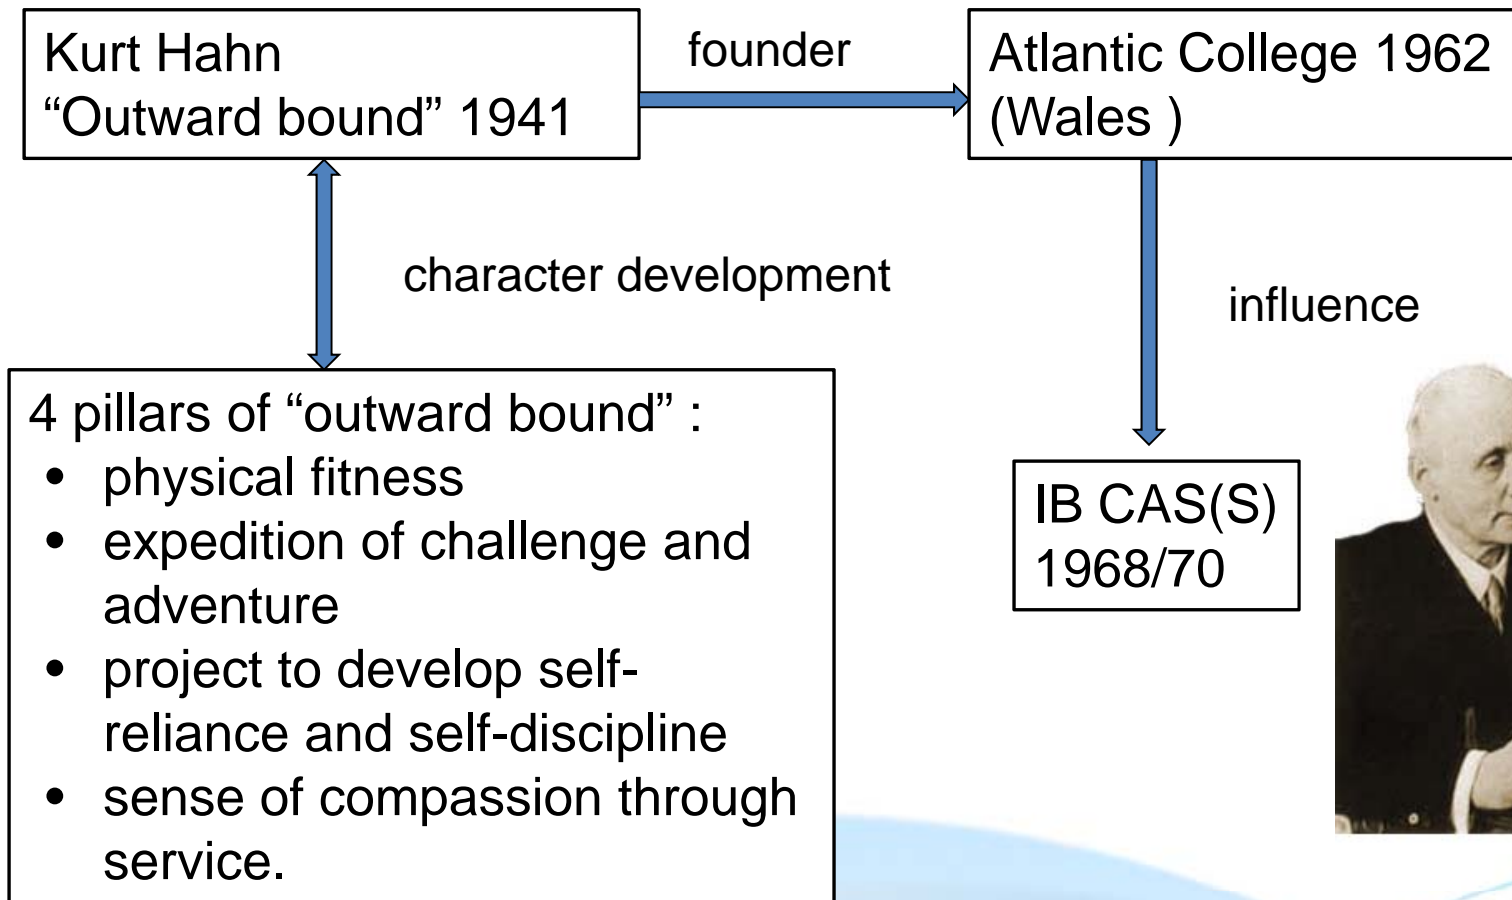 Kurt Hahn
“Outward bound” 1941
founder
Atlantic College 1962
(Wales )
character development
influence
4 pillars of “outward bound” :
• physical fitness
• expedition of challenge and
adventure
• project to develop self-
reliance and self-discipline
• sense of compassion through
service.
IB CAS(S)
1968/70